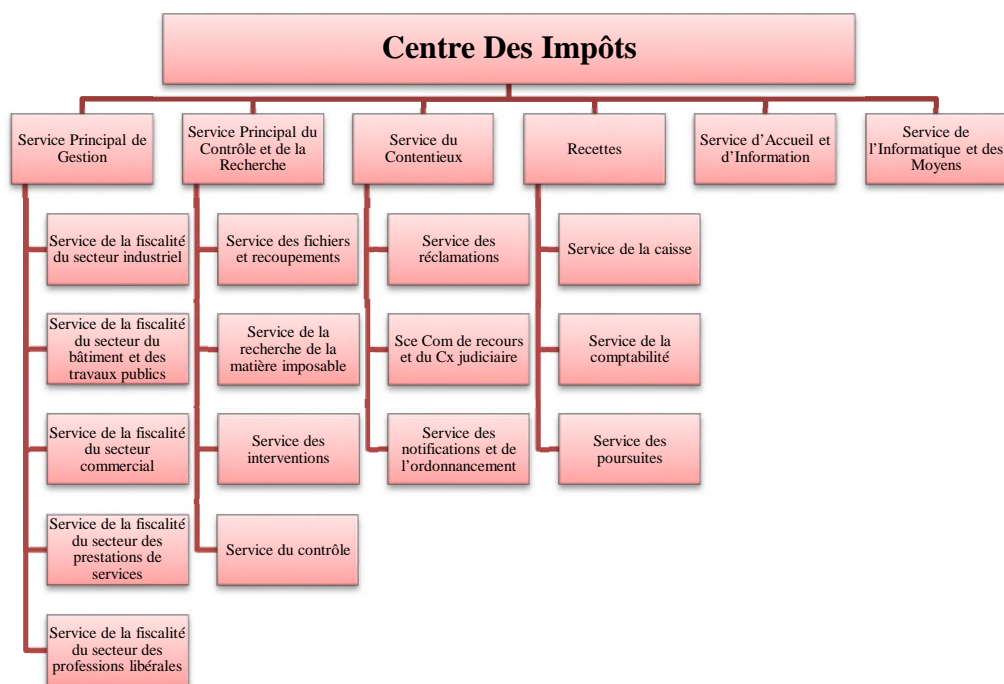 Centre Des Impôts
Service Principal de
Gestion
Service de la fiscalité
du secteur industriel
Service de la fiscalité
du secteur du
bâtiment et des
travaux publics
Service de la fiscalité
du secteur
commercial
Service de la fiscalité
du secteur des
prestations de
services
Service de la fiscalité
du secteur des
professions libérales
Service Principal du
Contrôle et de la
Recherche
Service des fichiers
et recoupements
Service de la
recherche de la
matière imposable
Service des
interventions
Service du contrôle
Service du
Contentieux
Service des
réclamations
Sce Com de recours
et du Cx judiciaire
Service des
notifications et de
l'ordonnancement
Recettes
Service de la caisse
Service de la
comptabilité
Service des
poursuites
Service d'Accueil et
d'Information
Service de
l'Informatique et des
Moyens